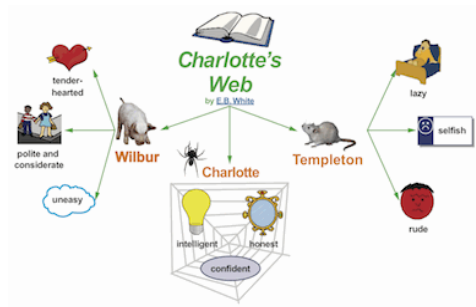 Charlotte's
Web
by E.B. White
tender-
hearted
polite and
considerate
uneasy
Wilbur
Charlotte
intelligent
honest
confident
Templeton
lazy
selfish
rude